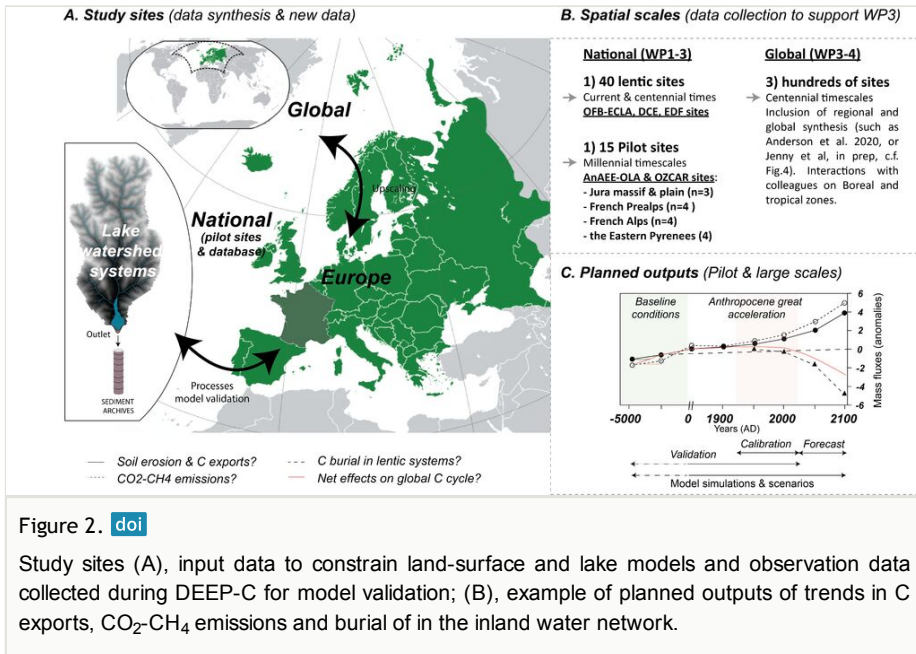 A. Study sites (data synthesis & new data)
Global
Upscaling
National
(pilot sites
& database)
Europe
Lake
watershed
systems
Outlet
SEDIMENT
ARCHIVES
Processes
model validation
Soil erosion & C exports?
CO2-CH4 emissions?
C burial in lentic systems?
Net effects on global C cycle?
B. Spatial scales (data collection to support WP3)
National (WP1-3)
1) 40 lentic sites
Current & centennial times
OFB-ECLA, DCE, EDF sites
1) 15 Pilot sites
Millennial timescales
AnAEE-OLA & OZCAR sites:
- Jura massif & plain (n=3)
- French Prealps (n=4 )
- French Alps (n=4)
- the Eastern Pyrenees (4)
Global (WP3-4)
3) hundreds of sites
Centennial timescales
Inclusion of regional and
global synthesis (such as
Anderson et al. 2020, or
Jenny et al, in prep, c.f.
Fig.4). Interactions with
colleagues on Boreal and
tropical zones.
C. Planned outputs (Pilot & large scales)
Baseline
conditions
Anthropocene great
acceleration
6
4
2
0
-2
-4
-6
Mass fluxes (anomalies)
-5000 0 1900 2000 2100
Years (AD)
Calibration Forecast
Validation
Model simulations & scenarios
Figure 2. doi
Study sites (A), input data to constrain land-surface and lake models and observation data
collected during DEEP-C for model validation; (B), example of planned outputs of trends in C
exports, CO2-CH4 emissions and burial of in the inland water network.